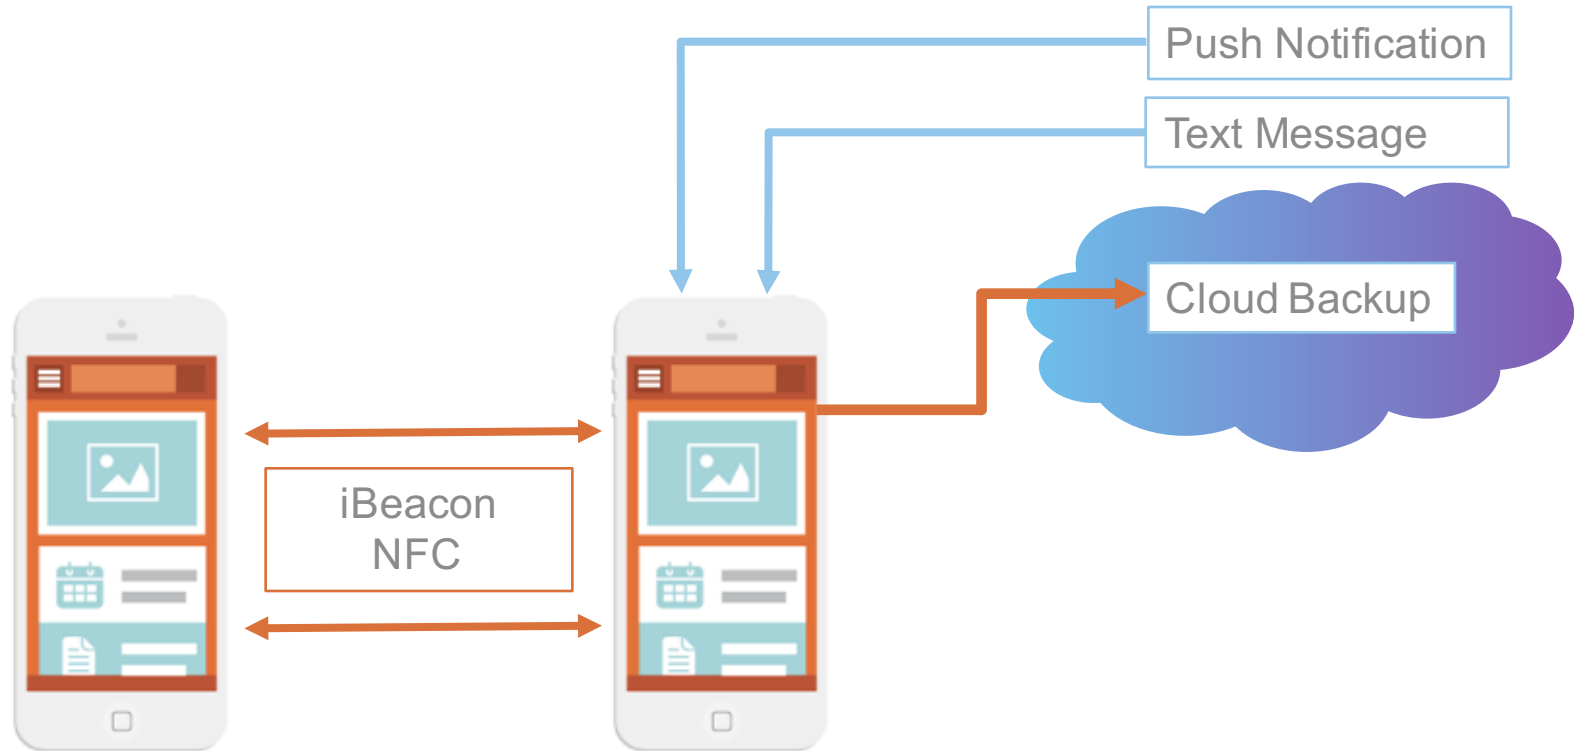 Push Notification
Text Message
Cloud Backup
iBeacon
NFC